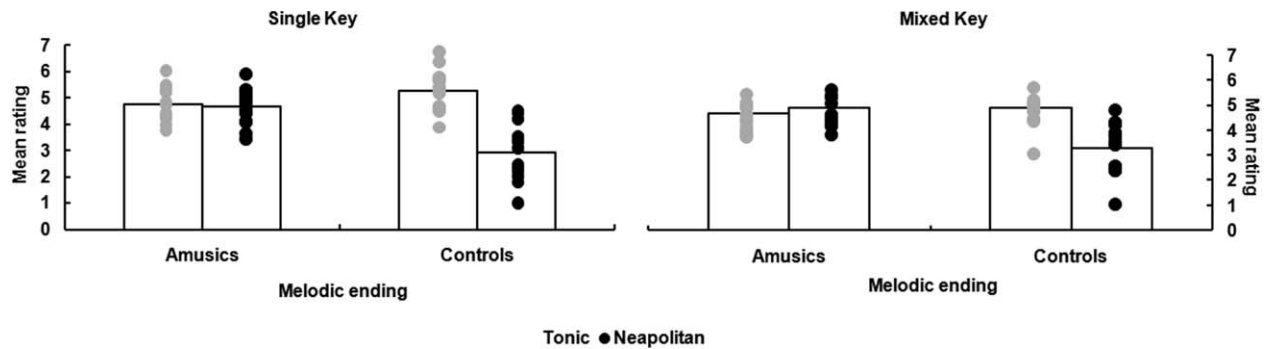 Single Key
Mixed Key
7
6
5
4
3
2
1
0
Mean rating
Amusics
Controls
Melodic ending
7
6
5
4
3
2
1
0
Mean rating
Amusics
Controls
Melodic ending
Tonic Neapolitan